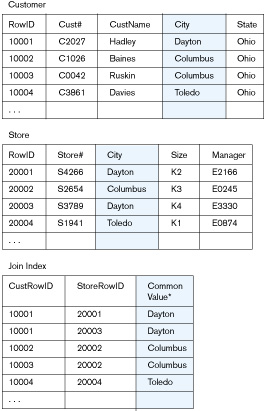 Customer
RowID Cust# CustName City State
10001 C2027 Hadley Dayton Ohio
10002 C1026 Baines Columbus Ohio
10003 C0042 Ruskin Columbus Ohio
10004 C3861 Davies Toledo Ohio
. . .
Store
RowID Store# City Size Manager
20001 S4266 Dayton K2 E2166
20002 S2654 Columbus K3 E0245
20003 S3789 Dayton K4 E3330
20004 S1941 Toledo K1 E0874
. . .
Join Index
CustRowID StoreRowID Common
Value*
10001 20001 Dayton
10001 20003 Dayton
10002 20002 Columbus
10003 20002 Columbus
10004 20004 Toledo
. . .